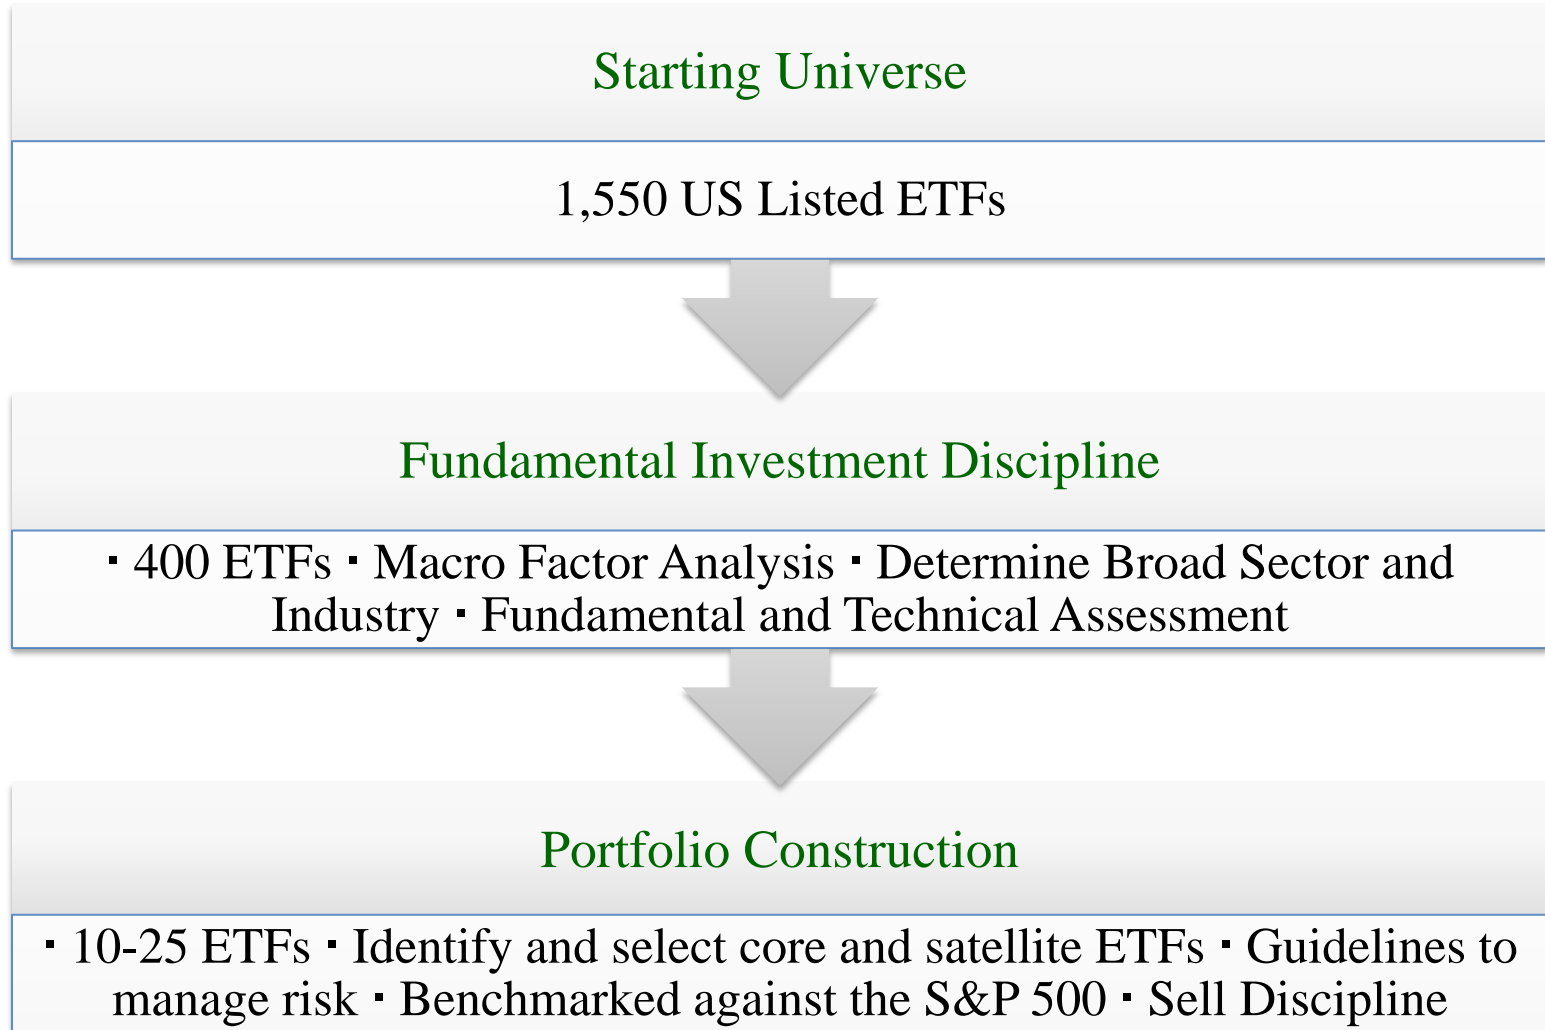 Starting Universe
1,550 US Listed ETFs
Fundamental Investment Discipline
▪ 400 ETFs ▪ Macro Factor Analysis ▪ Determine Broad Sector and
Industry ▪ Fundamental and Technical Assessment
Portfolio Construction
▪ 10-25 ETFs ▪ Identify and select core and satellite ETFs ▪ Guidelines to
manage risk ▪ Benchmarked against the S&P 500 ▪ Sell Discipline